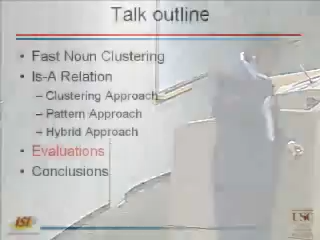 Talk outline
• Fast Noun Clustering
• Is-A Relation
– Clustering Approach
– Pattern Approach
– Hybrid Approach
• Evaluations
• Conclusions
ISI
USC